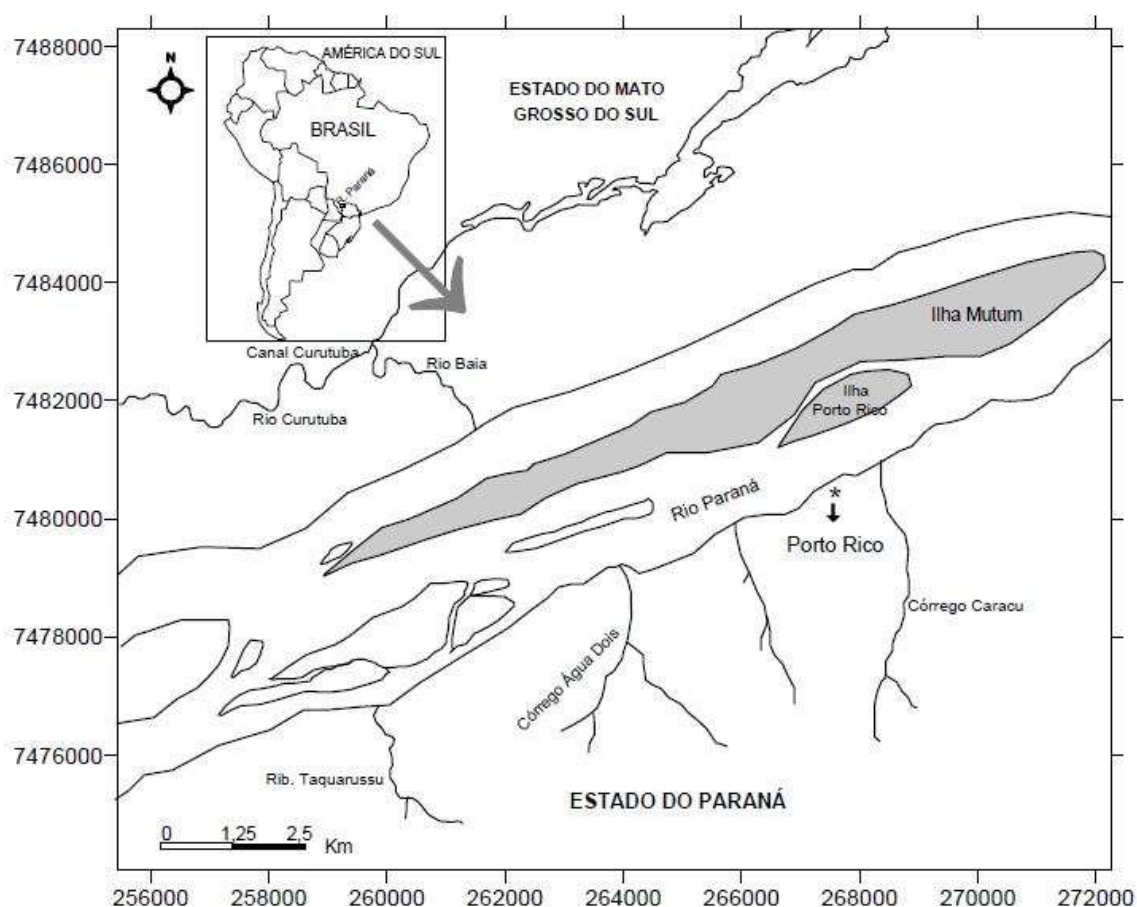 7488000
7486000
7484000
7482000
7480000
7478000
7476000
N
AMÉRICA DO SUL
BRASIL
R. Paraná
ESTADO DO MATO
GROSSO DO SUL
Canal Curutuba
Rio Baia
Rio Curutuba
Ilha Mutum
Ilha
Porto Rico
Rio Paraná
*
Porto Rico
Córrego Caracu
Córrego Água Dois
Rib. Taquarussu
ESTADO DO PARANÁ
0 1,25 2,5
Km
256000 258000 260000 262000 264000 266000 268000 270000 272000